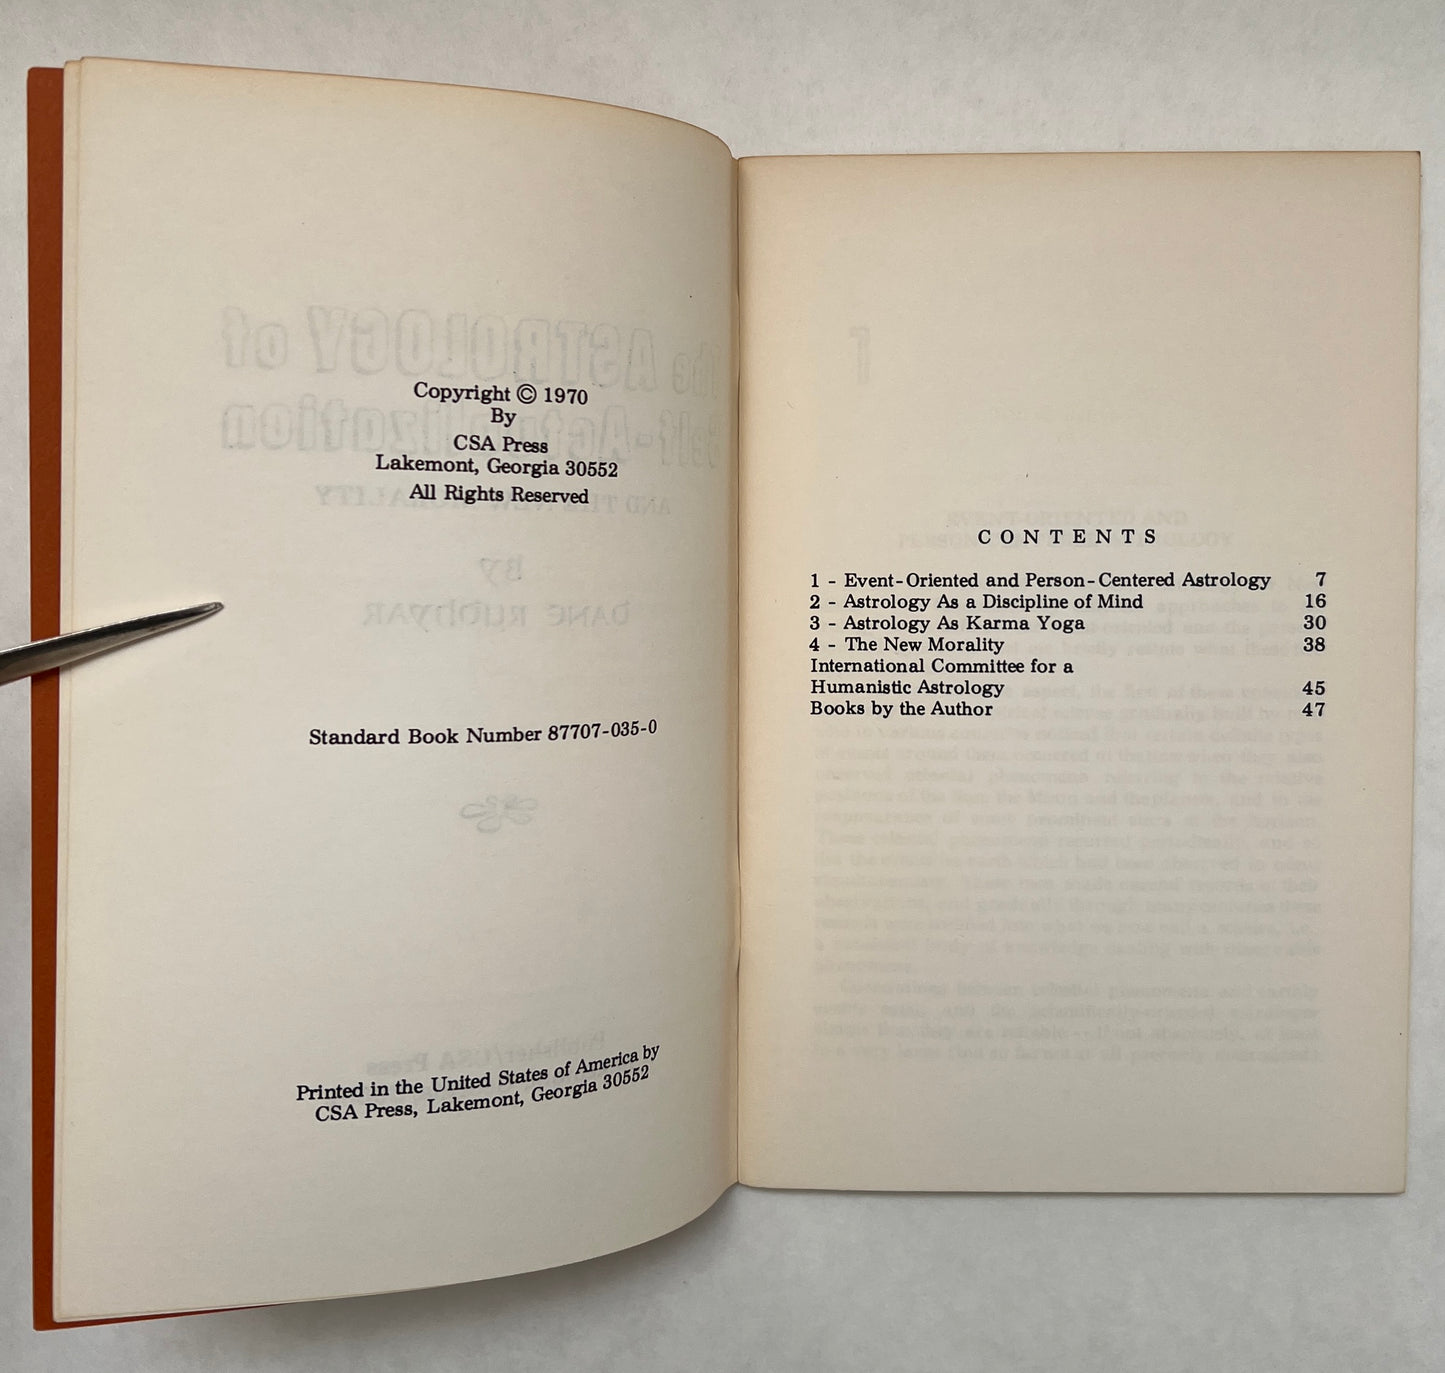 Copyright © 1970
By
CSA Press
Lakemont, Georgia 30552
All Rights Reserved
Standard Book Number 87707-035-0
Printed in the United States of America by
CSA Press, Lakemont, Georgia 30552
CONTENTS
1 - Event-Oriented and Person-Centered Astrology 7
2 - Astrology As a Discipline of Mind 16
3 - Astrology As Karma Yoga 30
4 - The New Morality 38
International Committee for a
Humanistic Astrology 45
Books by the Author 47